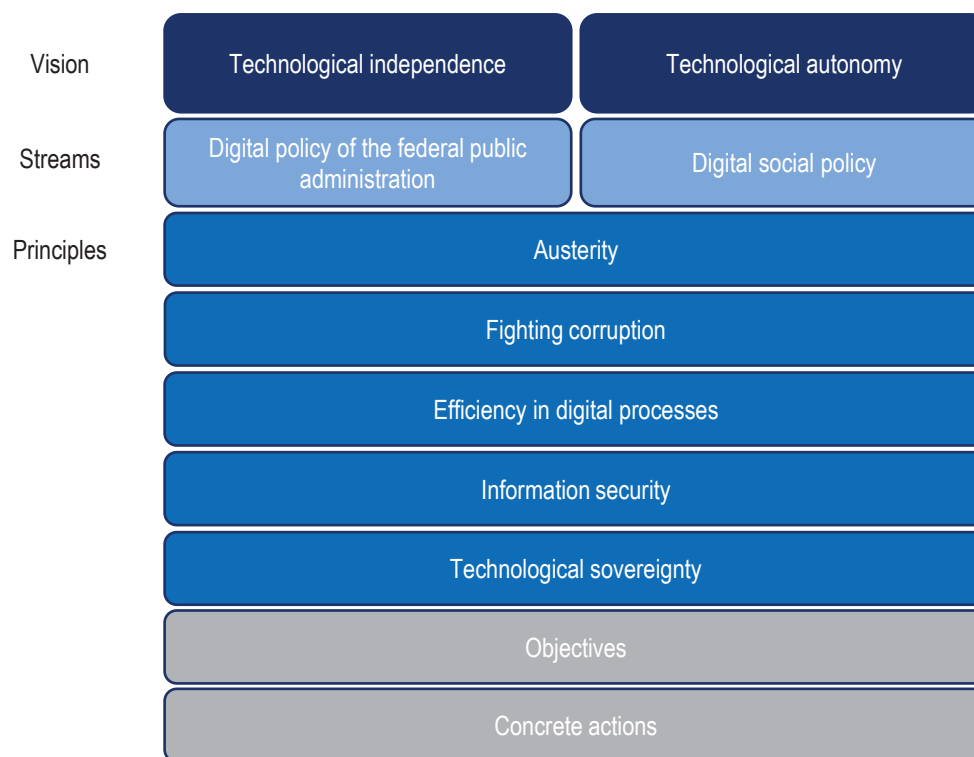 Vision
Technological independence
Technological autonomy
Streams
Digital policy of the federal public
administration
Digital social policy
Principles
Austerity
Fighting corruption
Efficiency in digital processes
Information security
Technological sovereignty
Objectives
Concrete actions